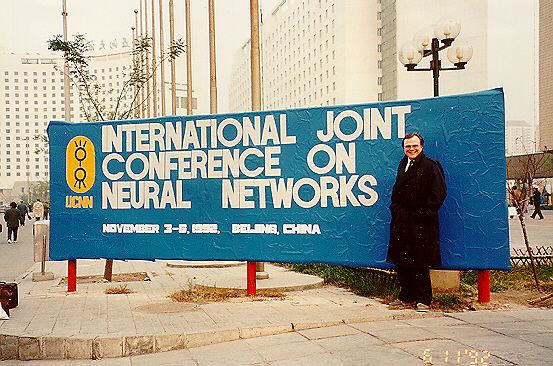 INTERNATIONAL JOINT
CONFERENCE ON
NEURAL NETWORKS
IJCNN
NOVEMBER 3-6, 1992, BEIJING, CHINA
6 11 '92